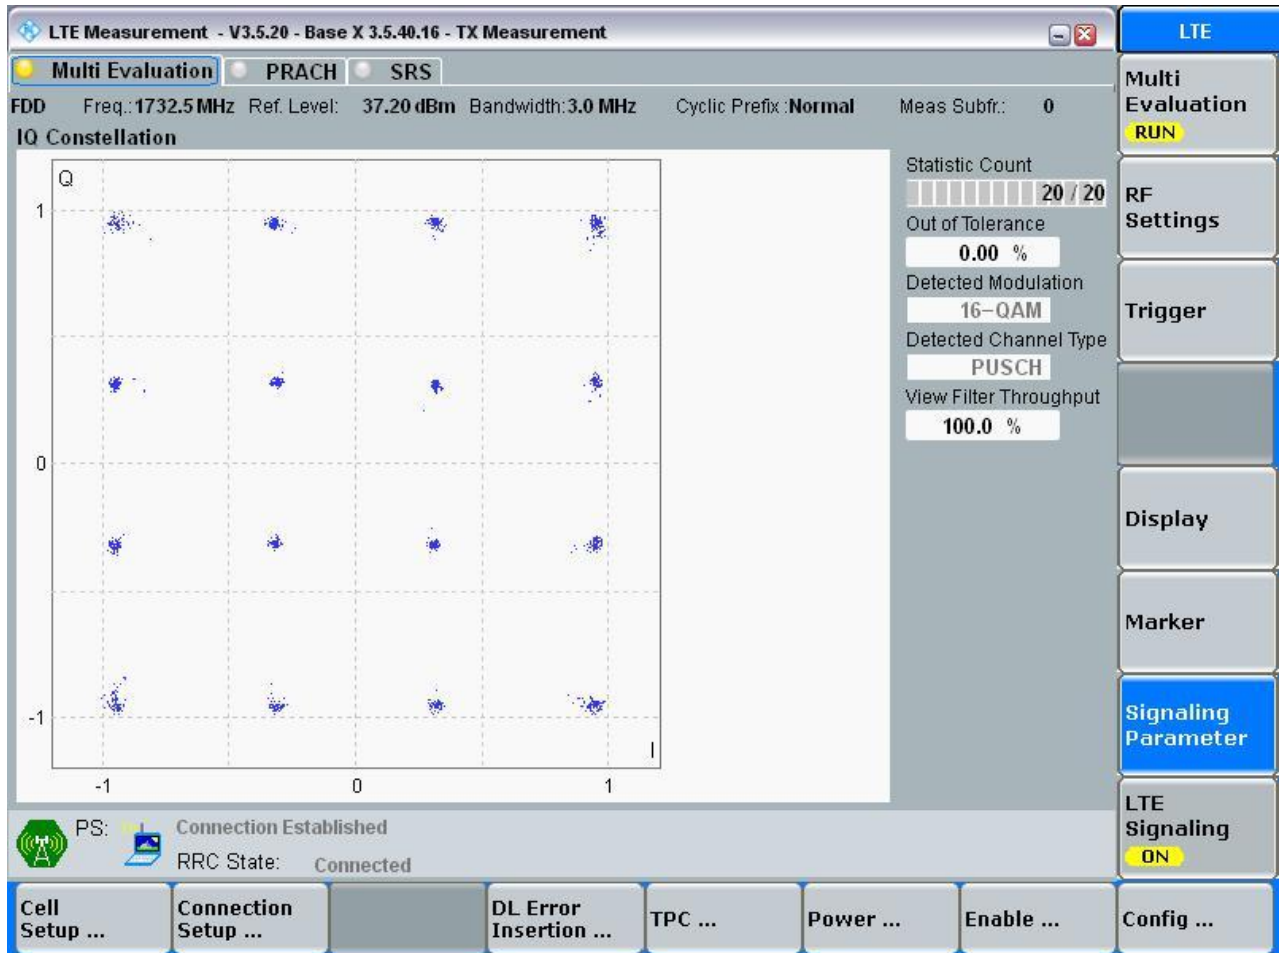 LTE Measurement - V3.5.20 - Base X 3.5.40.16 - TX Measurement
LTE
Multi Evaluation PRACH SRS
FDD Freq.:1732.5 MHz Ref. Level: 37.20 dBm Bandwidth:3.0 MHz Cyclic Prefix :Normal Meas Subfr.: 0
IQ Constellation
Q
1
0
-1
I
-1 0 1
Statistic Count
20 / 20
Out of Tolerance
0.00 %
Detected Modulation
16-QAM
Detected Channel Type
PUSCH
View Filter Throughput
100.0 %
Multi
Evaluation
RUN
RF
Settings
Trigger
Display
Marker
Signaling
Parameter
LTE
Signaling
ON
PS: Connection Established
RRC State: Connected
Cell
Setup ...
Connection
Setup ...
DL Error
Insertion ...
TPC ...
Power ...
Enable ...
Config ...